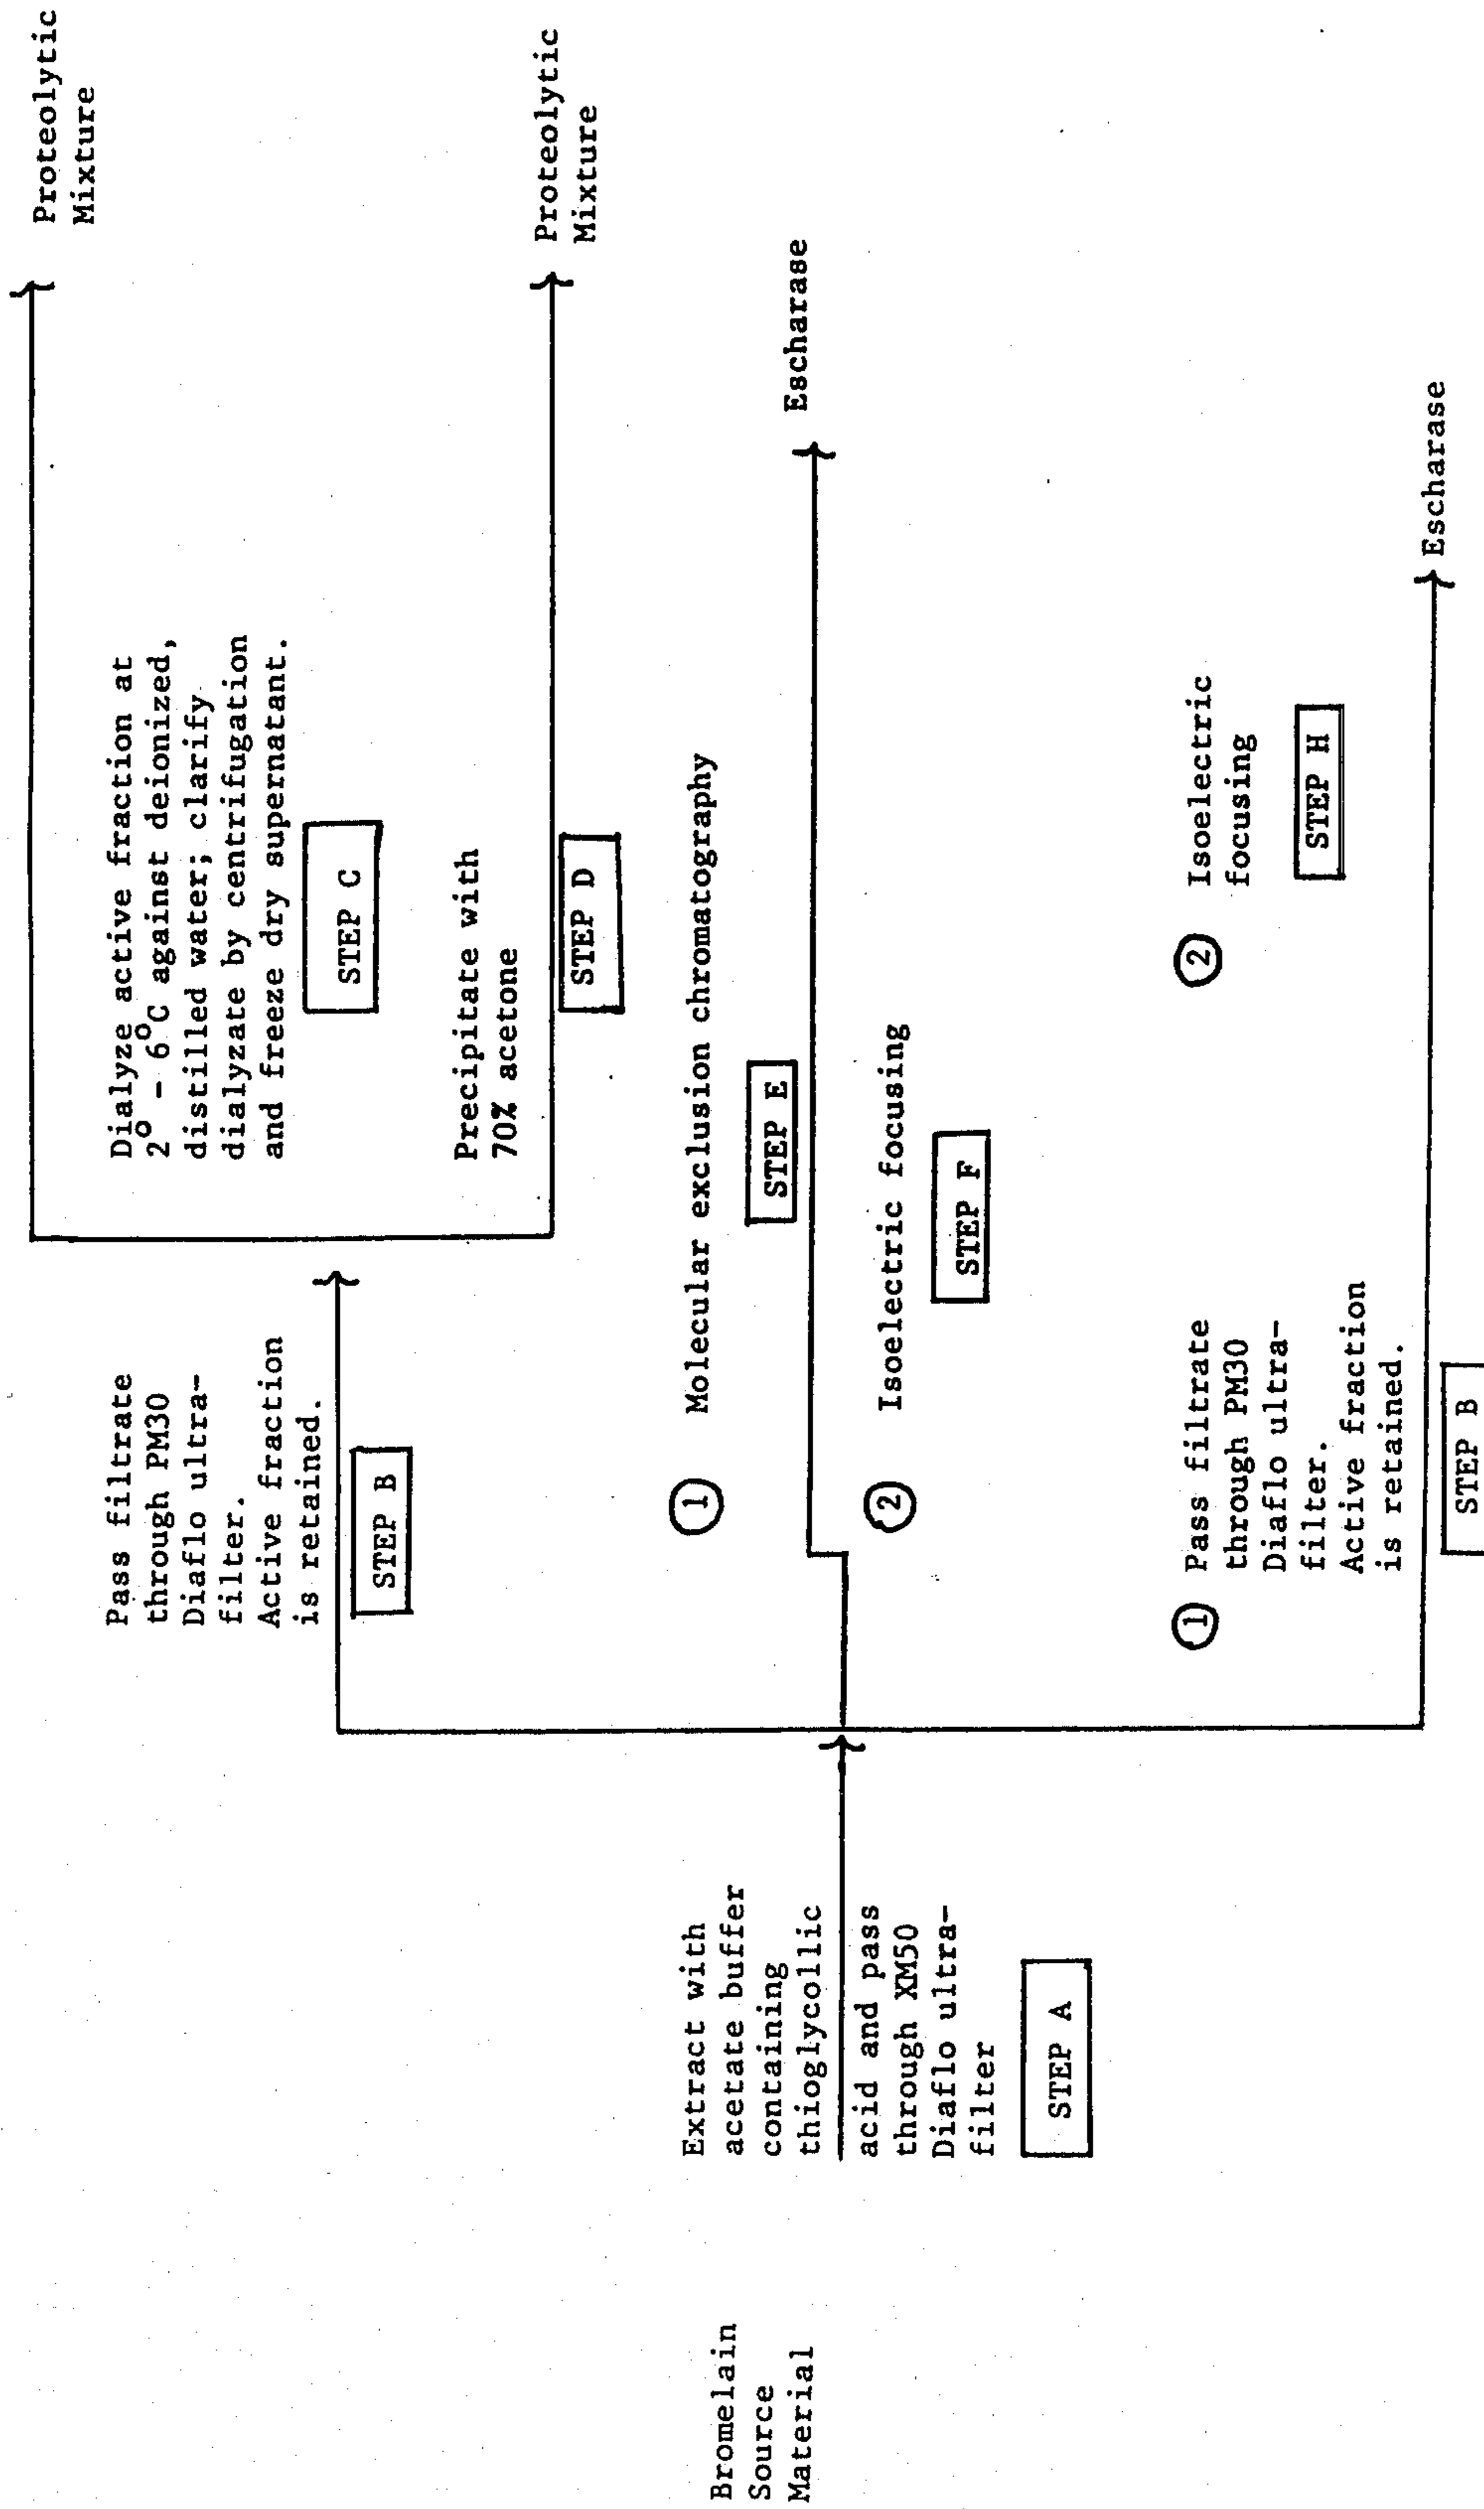 Bromelain
Source
Material
Extract with
acetate buffer
containing
thioglycollic
acid and pass
through XM50
Diaflo ultra-
filter
STEP A
Pass filtrate
through PM30
Diaflo ultra-
filter.
Active fraction
is retained.
STEP B
Dialyze active fraction at
2° - 6°C against deionized,
distilled water; clarify
dialyzate by centrifugation
and freeze dry supernatant.
STEP C
Proteolytic
Mixture
Precipitate with
70% acetone
STEP D
Proteolytic
Mixture
1 Molecular exclusion chromatography
STEP E
Escharase
2 Isoelectric focusing
STEP F
1 Pass filtrate
through PM30
Diaflo ultra-
filter.
Active fraction
is retained.
STEP B
2 Isoelectric
focusing
STEP H
Escharase